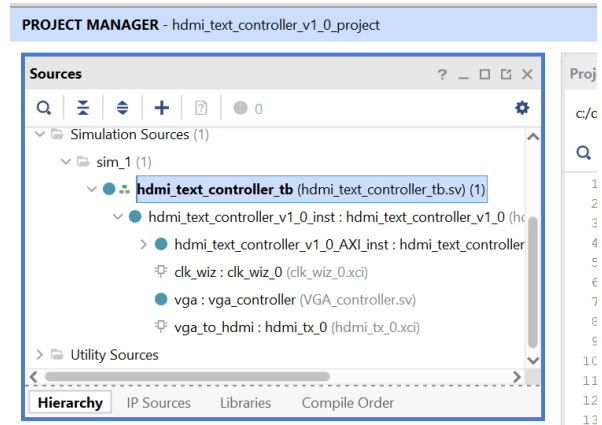 PROJECT MANAGER - hdmi_text_controller_v1_0_project
Sources
Proj
0
c:/
Simulation Sources (1)
sim_1 (1)
hdmi_text_controller_tb (hdmi_text_controller_tb.sv) (1)
hdmi_text_controller_v1_0_inst : hdmi_text_controller_v1_0 (hd
hdmi_text_controller_v1_0_AXI_inst : hdmi_text_controller
clk_wiz : clk_wiz_0 (clk_wiz_0.xci)
vga : vga_controller (VGA_controller.sv)
vga_to_hdmi : hdmi_tx_0 (hdmi_tx_0.xci)
Utility Sources
Hierarchy IP Sources Libraries Compile Order
1
2
3
4
5
6
7
8
9
10
11
12
13